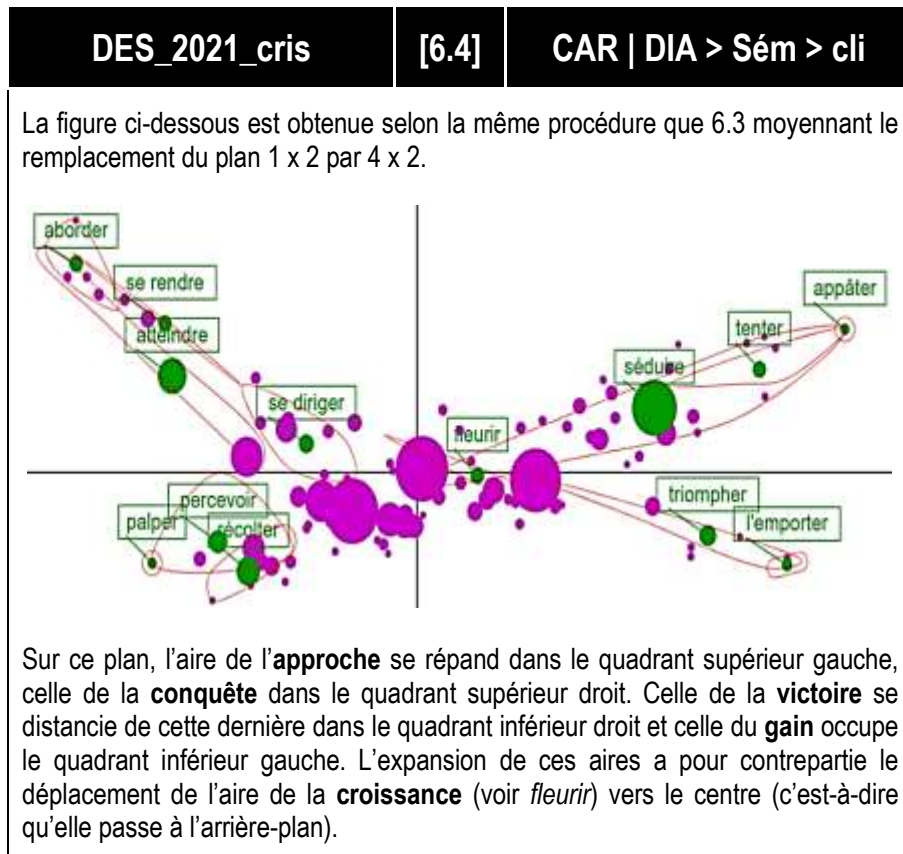 DES_2021_cris [6.4] CAR | DIA > Sém > cli
La figure ci-dessous est obtenue selon la même procédure que 6.3 moyennant le
remplacement du plan 1 x 2 par 4 x 2.
aborder
se rendre
appâter
atteindre
tenter
séduire
se diriger
fleurir
percevoir
triompher
palper
récolter
l'emporter
Sur ce plan, l’aire de l’approche se répand dans le quadrant supérieur gauche,
celle de la conquête dans le quadrant supérieur droit. Celle de la victoire se
distancie de cette dernière dans le quadrant inférieur droit et celle du gain occupe
le quadrant inférieur gauche. L’expansion de ces aires a pour contrepartie le
déplacement de l’aire de la croissance (voir fleurir) vers le centre (c’est-à-dire
qu’elle passe à l’arrière-plan).